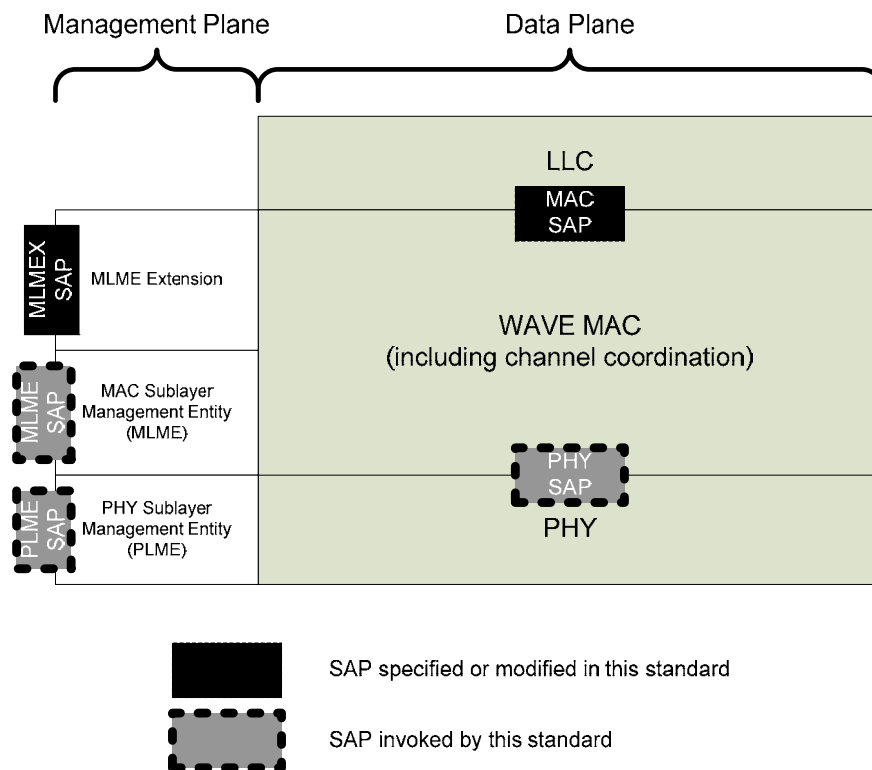 Management Plane
Data Plane
LLC
MAC
SAP
MLMEX
SAP
MLME Extension
WAVE MAC
(including channel coordination)
MLME
SAP
MAC Sublayer
Management Entity
(MLME)
PHY
SAP
PHY
PLME
SAP
PHY Sublayer
Management Entity
(PLME)
SAP specified or modified in this standard
SAP invoked by this standard